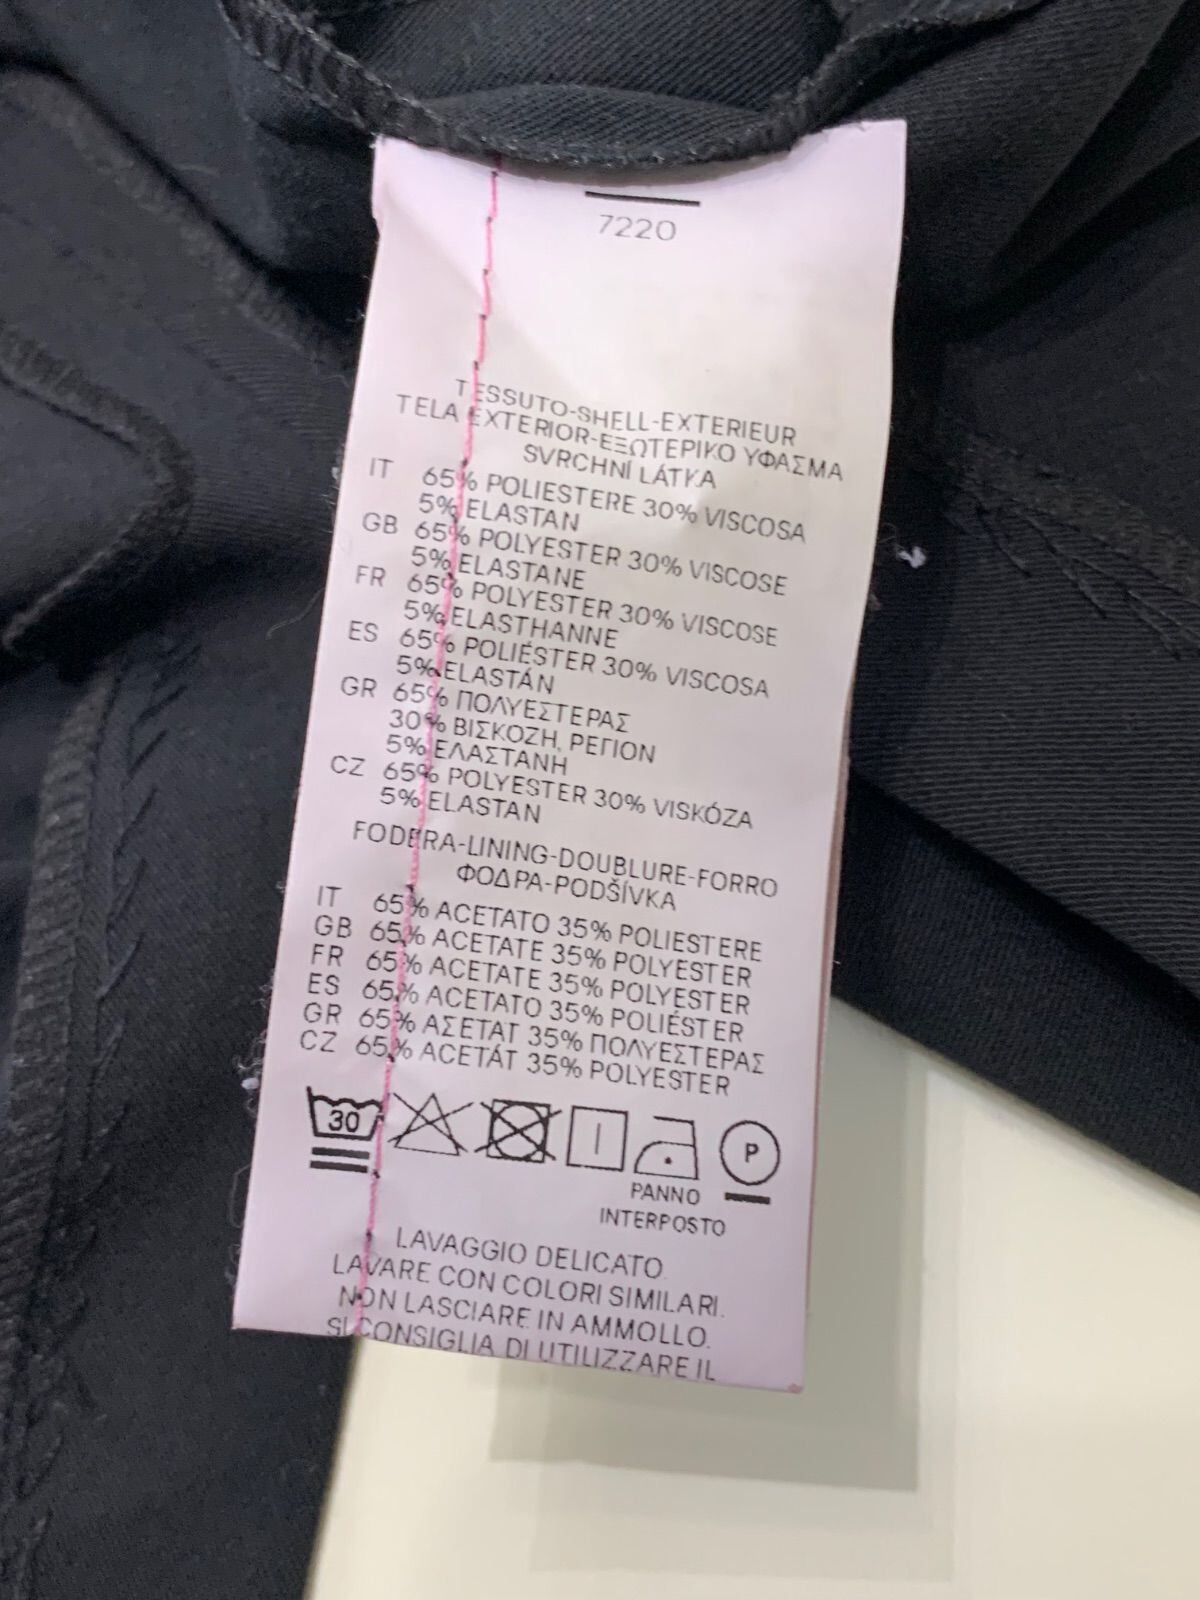 7220
TESSUTO-SHELL-EXTERIEUR
TELA EXTERIOR-ΕΞΩΤΕΡΙΚΟ ΥΦΑΣΜΑ
SVRCHNÍ LÁTKA
IT 65% POLIESTERE 30% VISCOSA
5% ELASTAN
GB 65% POLYESTER 30% VISCOSE
5% ELASTANE
FR 65% POLYESTER 30% VISCOSE
5% ELASTHANNE
ES 65% POLIÉSTER 30% VISCOSA
5% ELASTÁN
GR 65% ΠΟΛΥΕΣΤΕΡΑΣ
30% ΒΙΣΚΟΖΗ, ΡΕΓΙΟΝ
5% ΕΛΑΣΤΑΝΗ
CZ 65% POLYESTER 30% VISKÓZA
5% ELASTAN
FODERA-LINING-DOUBLURE-FORRO
ΦΟΔΡΑ-PODŠÍVKA
IT 65% ACETATO 35% POLIESTERE
GB 65% ACETATE 35% POLYESTER
FR 65% ACETATE 35% POLYESTER
ES 65% ACETATO 35% POLIÉSTER
GR 65% ΑΣΕΤΑΤ 35% ΠΟΛΥΕΣΤΕΡΑΣ
CZ 65% ACETÁT 35% POLYESTER
30 P
PANNO
INTERPOSTO
LAVAGGIO DELICATO.
LAVARE CON COLORI SIMILARI.
NON LASCIARE IN AMMOLLO.
SI CONSIGLIA DI UTILIZZARE IL